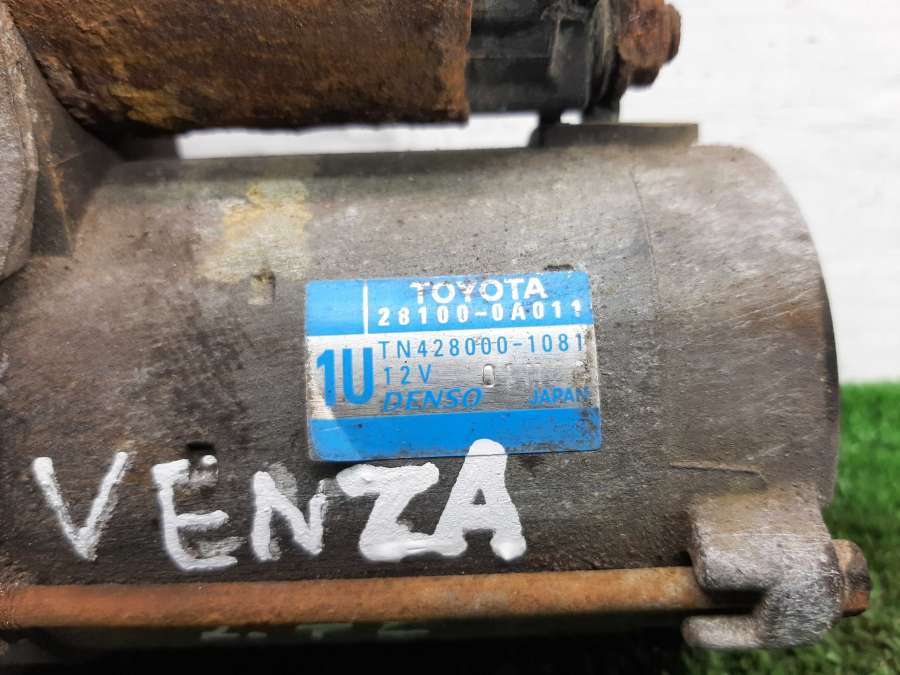 TOYOTA
28100-0A011
1U
TN428000-1081
12V
DENSO JAPAN
VENZA